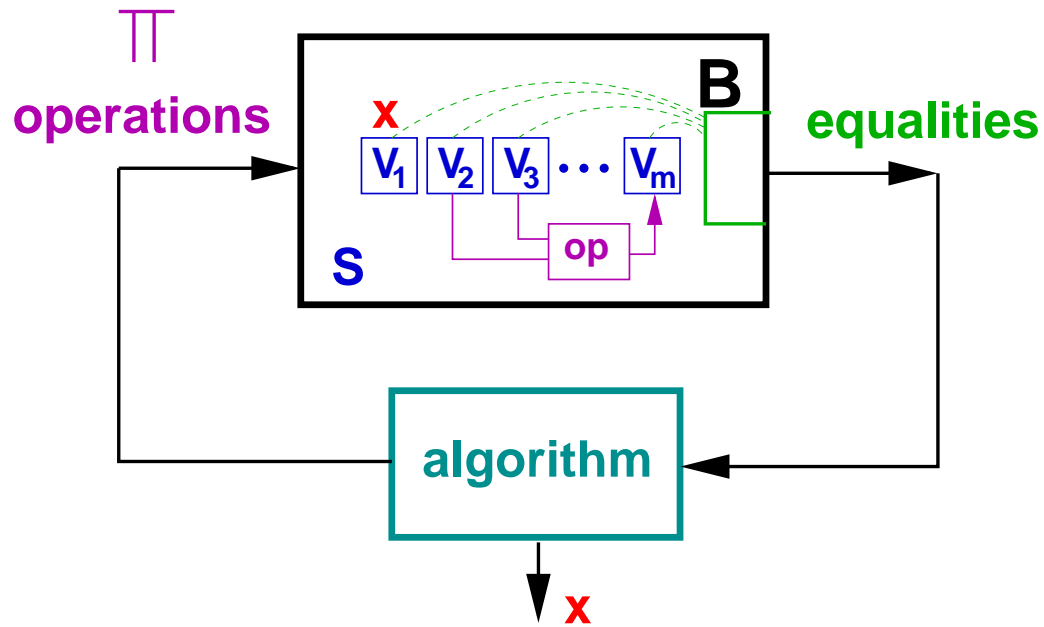 Π
operations
B
equalities
x
V1 V2 V3 ••• Vm
op
S
algorithm
x